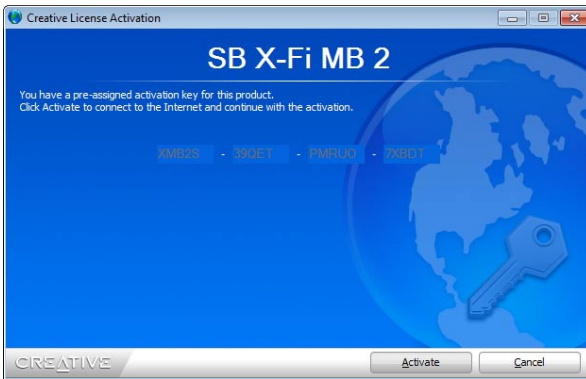 Creative License Activation
SB X-Fi MB 2
You have a pre-assigned activation key for this product.
Click Activate to connect to the Internet and continue with the activation.
XMB2S - 39QET - PMRUO - 7XBDT
CREATIVE
Activate Cancel